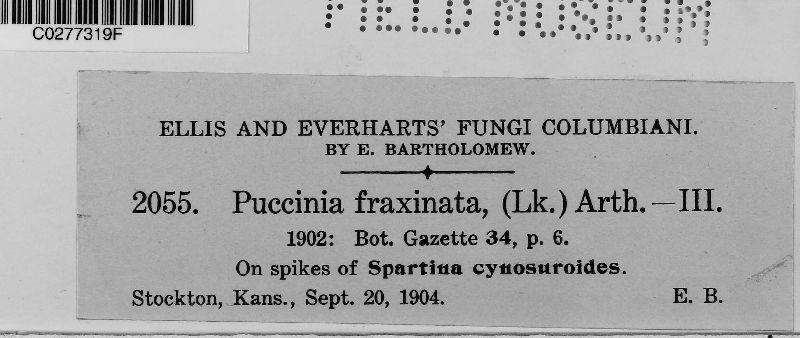 FIELD MUSEUM
C0277319F
ELLIS AND EVERHARTS' FUNGI COLUMBIANI.
BY E. BARTHOLOMEW.
2055. Puccinia fraxinata, (Lk.) Arth.—III.
1902: Bot. Gazette 34, p. 6.
On spikes of Spartina cynosuroides.
Stockton, Kans., Sept. 20, 1904. E. B.